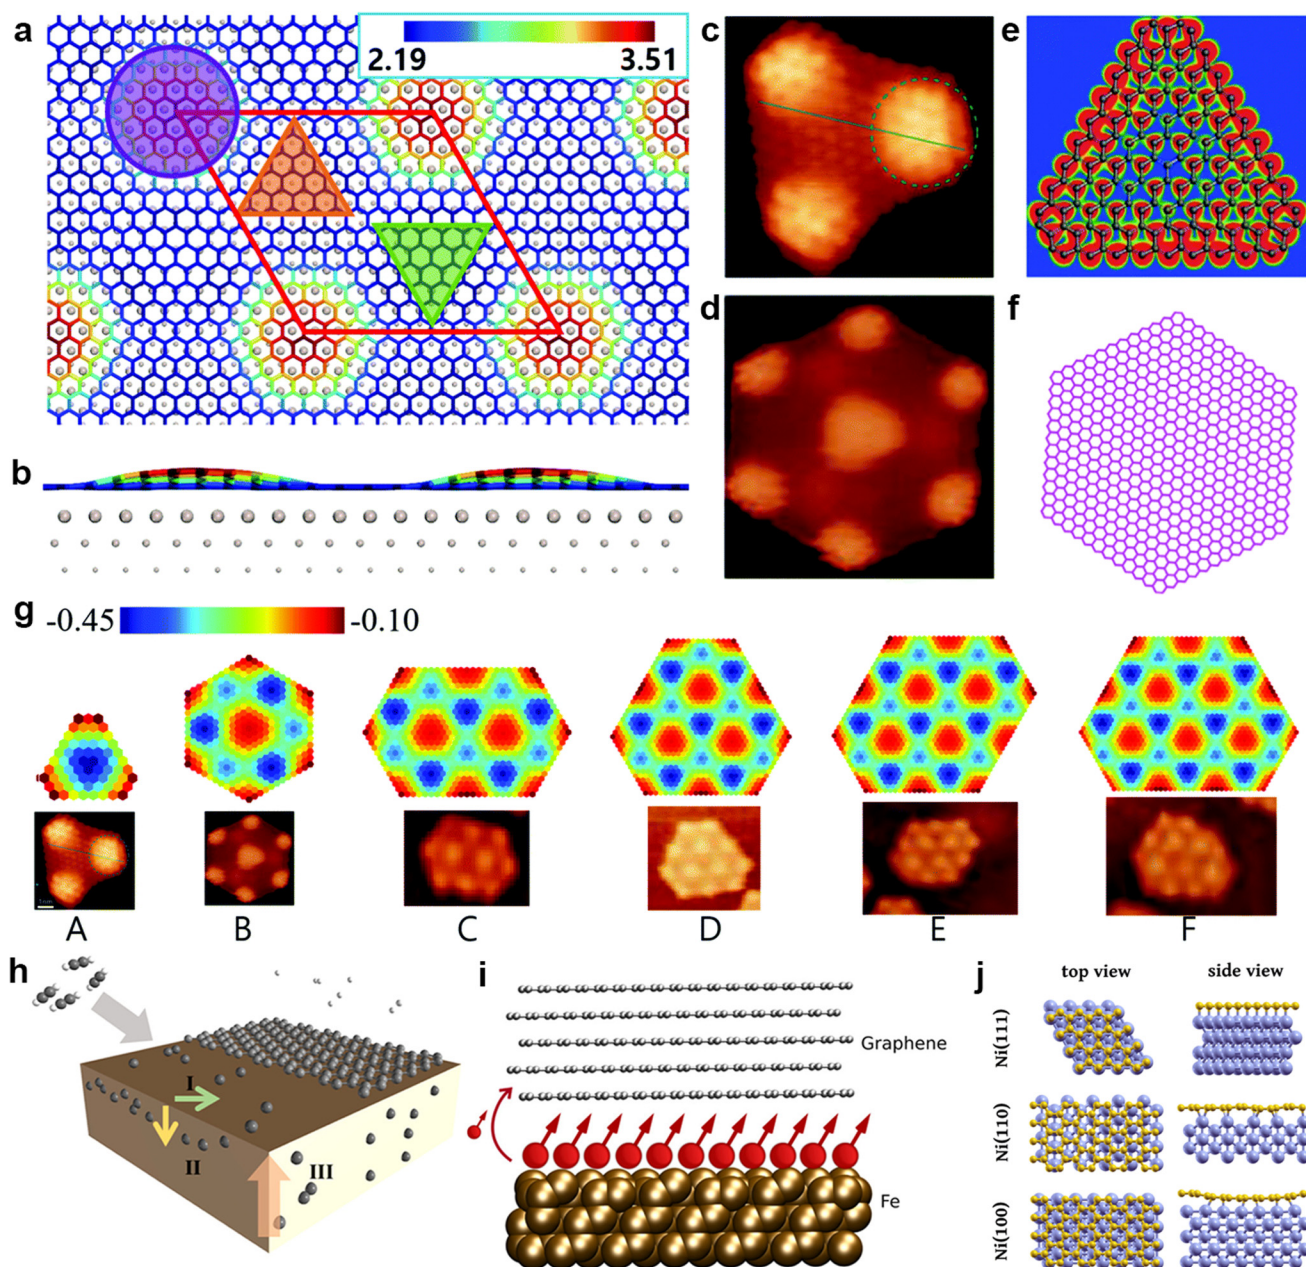 a
2.19
3.51
c
e
d
f
b
g
-0.45
-0.10
A
B
C
D
E
F
h
I
II
III
i
Graphene
Fe
j
top view
side view
Ni(111)
Ni(110)
Ni(100)